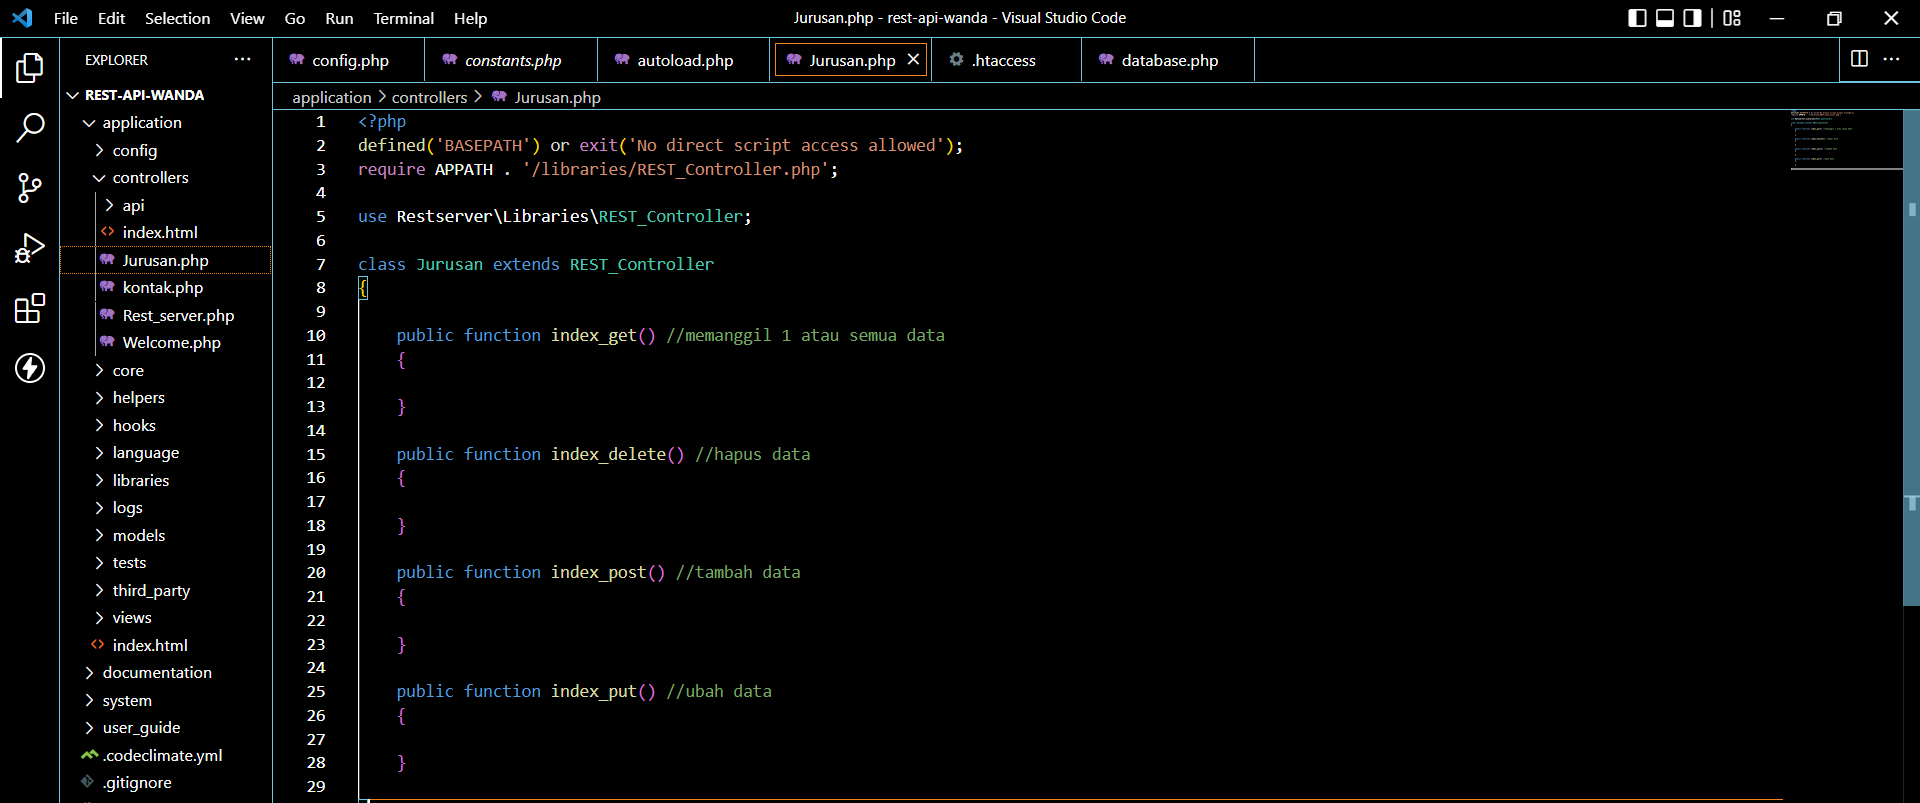 File Edit Selection View Go Run Terminal Help Jurusan.php - rest-api-wanda - Visual Studio Code
EXPLORER ···
REST-API-WANDA
application
config
controllers
api
index.html
Jurusan.php
kontak.php
Rest_server.php
Welcome.php
core
helpers
hooks
language
libraries
logs
models
tests
third_party
views
index.html
documentation
system
user_guide
.codeclimate.yml
.gitignore
config.php constants.php autoload.php Jurusan.php .htaccess database.php
application > controllers > Jurusan.php
1 <?php
2 defined('BASEPATH') or exit('No direct script access allowed');
3 require APPATH . '/libraries/REST_Controller.php';
4
5 use Restserver\Libraries\REST_Controller;
6
7 class Jurusan extends REST_Controller
8 {
9
10 public function index_get() //memanggil 1 atau semua data
11 {
12
13 }
14
15 public function index_delete() //hapus data
16 {
17
18 }
19
20 public function index_post() //tambah data
21 {
22
23 }
24
25 public function index_put() //ubah data
26 {
27
28 }
29